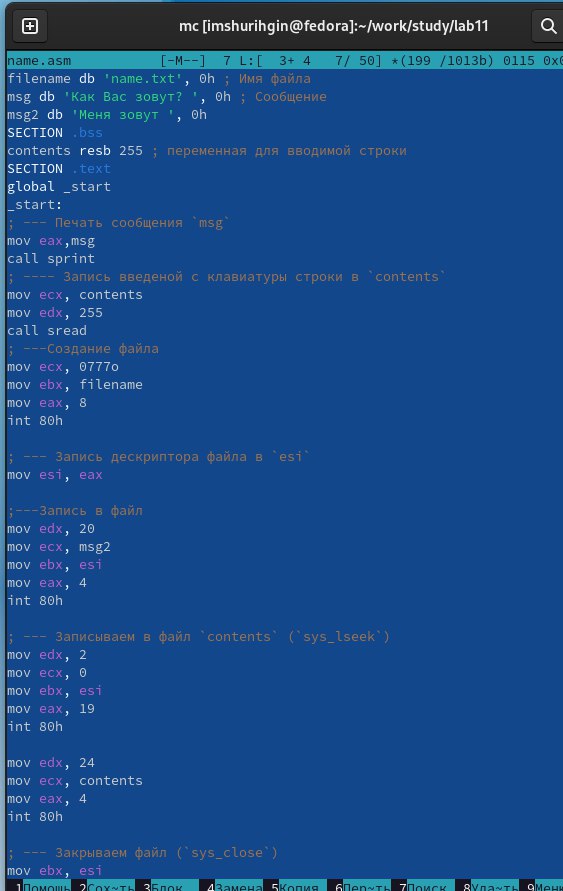 mc [imshurihgin@fedora]:~/work/study/lab11
name.asm [-M--] 7 L:[ 3+ 4 7/ 50] *(199 /1013b) 0115
filename db 'name.txt', 0h ; Имя файла
msg db 'Как Вас зовут? ', 0h ; Сообщение
msg2 db 'Меня зовут ', 0h
SECTION .bss
contents resb 255 ; переменная для вводимой строки
SECTION .text
global _start
_start:
; --- Печать сообщения `msg`
mov eax,msg
call sprint
; ---- Запись введеной с клавиатуры строки в `contents`
mov ecx, contents
mov edx, 255
call sread
; ---Создание файла
mov ecx, 0777o
mov ebx, filename
mov eax, 8
int 80h
; --- Запись дескриптора файла в `esi`
mov esi, eax
;---Запись в файл
mov edx, 20
mov ecx, msg2
mov ebx, esi
mov eax, 4
int 80h
; --- Записываем в файл `contents` (`sys_lseek`)
mov edx, 2
mov ecx, 0
mov ebx, esi
mov eax, 19
int 80h
mov edx, 24
mov ecx, contents
mov eax, 4
int 80h
; --- Закрываем файл (`sys_close`)
mov ebx, esi
1Помощь 2Сох~ть 3Блок 4Замена 5Копия 6Пер~ть 7Поиск 8Уда~ть 9Меню